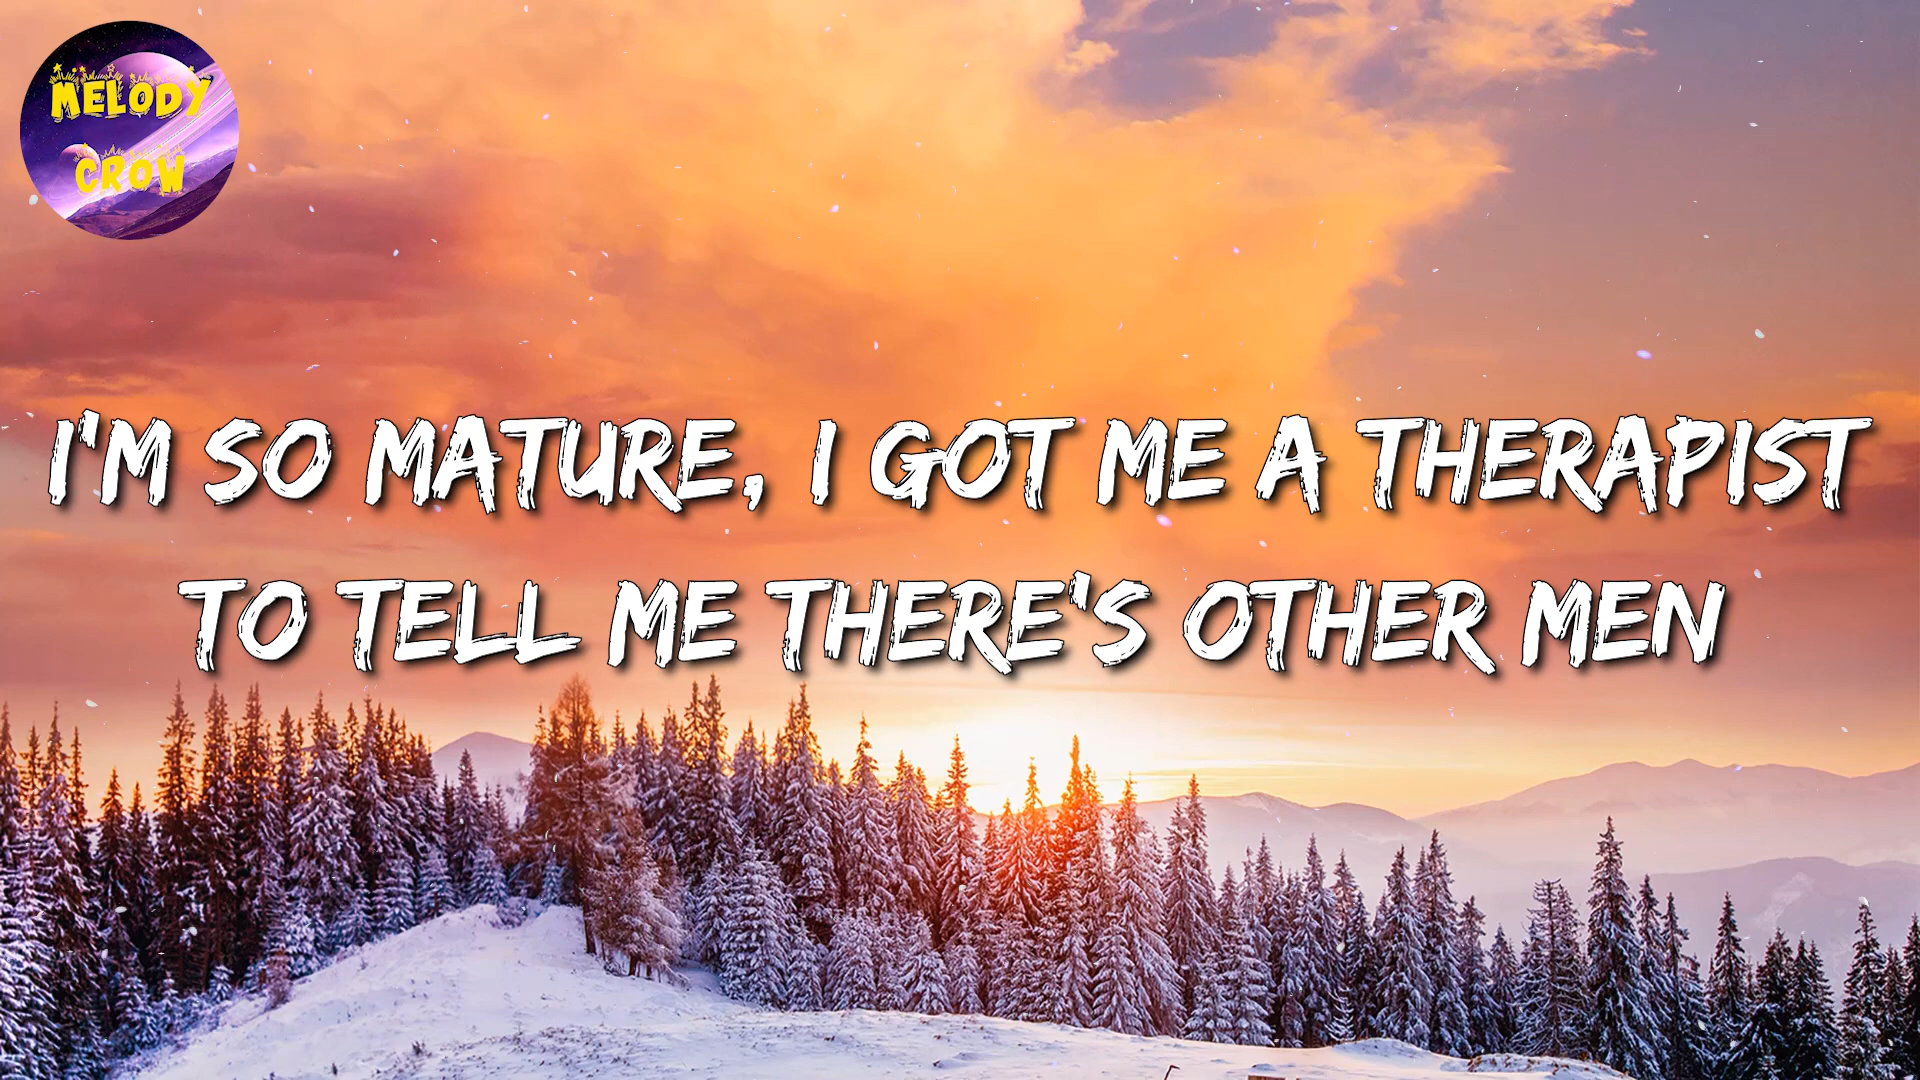 MELODY
CROW
I'M SO MATURE, I GOT ME A THERAPIST
TO TELL ME THERE'S OTHER MEN